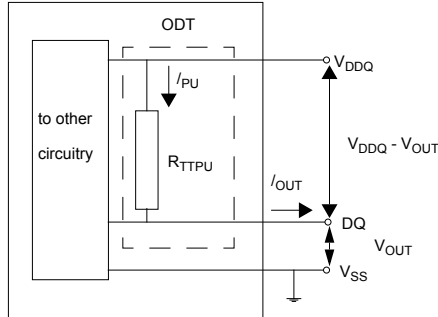 ODT
V_DDQ
I_PU
to other
circuitry
R_TTPU
V_DDQ - V_OUT
I_OUT
DQ
V_OUT
V_SS